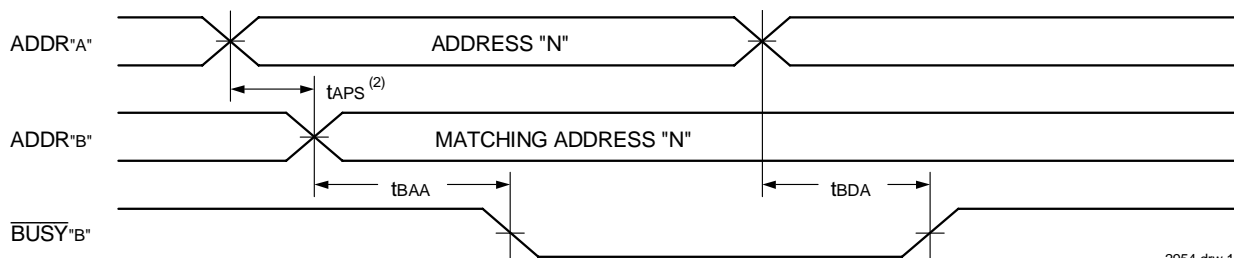 ADDR"A"
ADDRESS "N"
tAPS (2)
ADDR"B"
MATCHING ADDRESS "N"
tBAA
tBDA
BUSY"B"